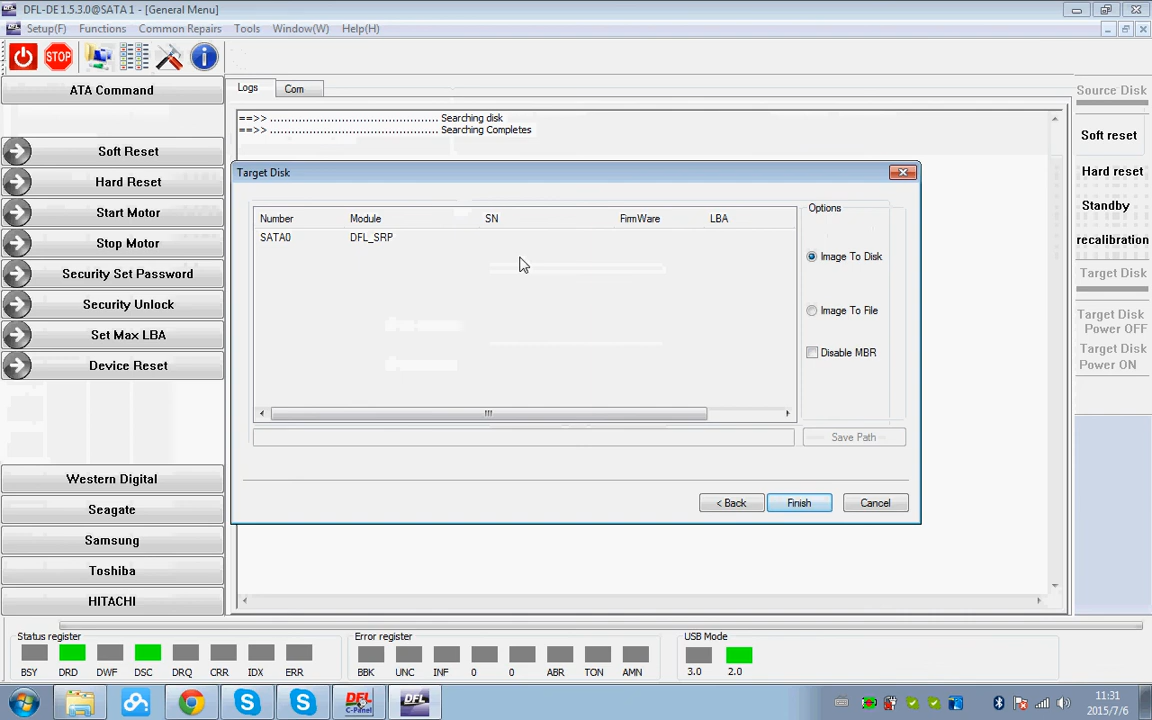 DFL-DE 1.5.3.0@SATA 1 - [General Menu]
Setup(F) Functions Common Repairs Tools Window(W) Help(H)
STOP
ATA Command
Soft Reset
Hard Reset
Start Motor
Stop Motor
Security Set Password
Security Unlock
Set Max LBA
Device Reset
Western Digital
Seagate
Samsung
Toshiba
HITACHI
Logs Com
==>> .......................................... Searching disk
==>> .......................................... Searching Completes
Target Disk
Number Module SN FirmWare LBA
SATA0 DFL_SRP
Options
Image To Disk
Image To File
Disable MBR
Save Path
< Back Finish Cancel
Source Disk
Soft reset
Hard reset
Standby
recalibration
Target Disk
Target Disk
Power OFF
Target Disk
Power ON
Status register
BSY DRD DWF DSC DRQ CRR IDX ERR
Error register
BBK UNC INF 0 0 ABR TON AMN
USB Mode
3.0 2.0
DFL
C-Panel
DFL
11:31
2015/7/6